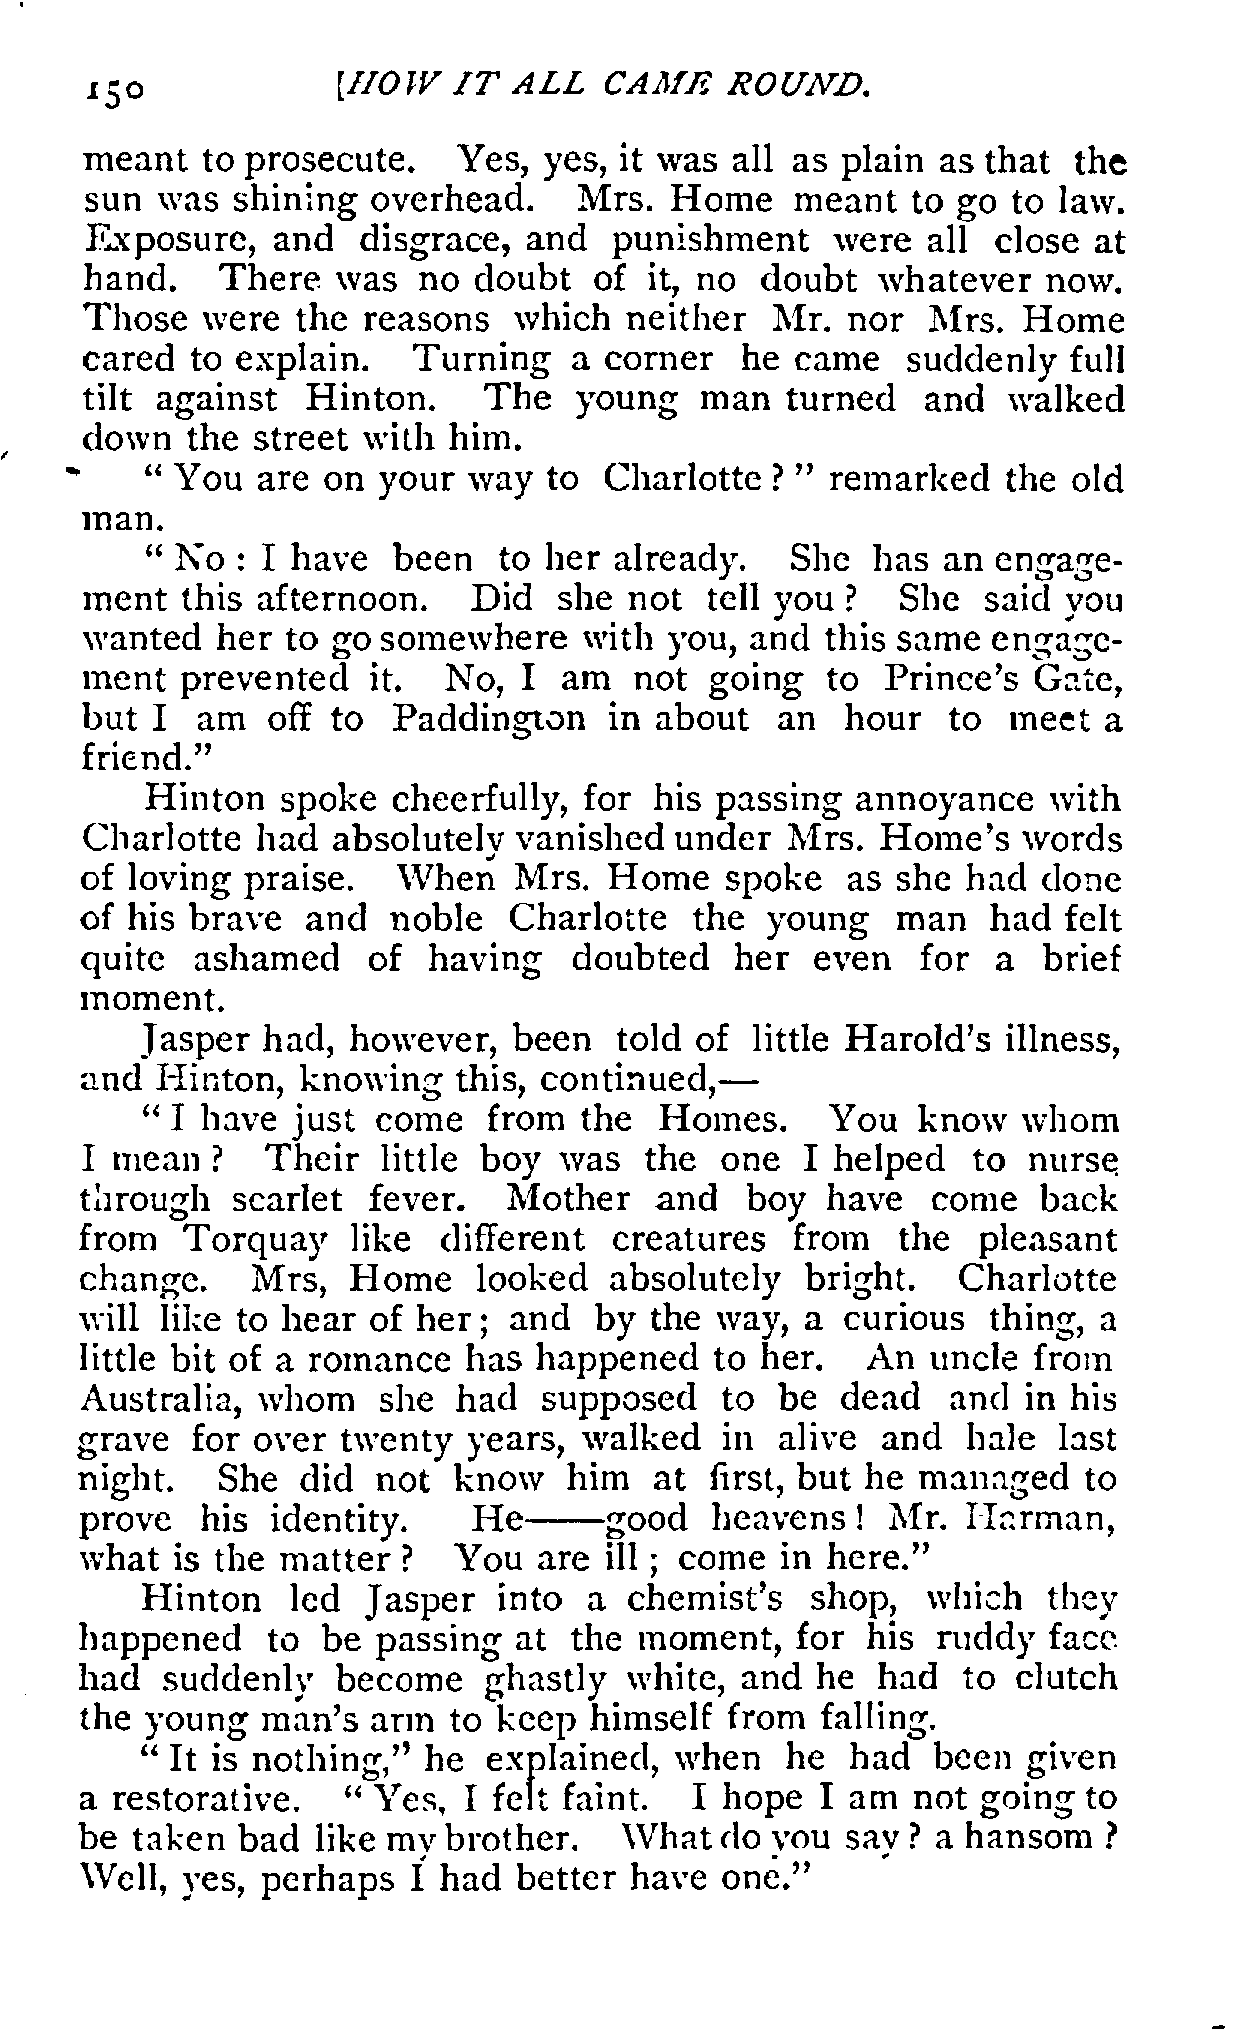 150 [HOW IT ALL CAME ROUND.
meant to prosecute. Yes, yes, it was all as plain as that the
sun was shining overhead. Mrs. Home meant to go to law.
Exposure, and disgrace, and punishment were all close at
hand. There was no doubt of it, no doubt whatever now.
Those were the reasons which neither Mr. nor Mrs. Home
cared to explain. Turning a corner he came suddenly full
tilt against Hinton. The young man turned and walked
down the street with him.
“ You are on your way to Charlotte ? ” remarked the old
man.
“ No : I have been to her already. She has an engage-
ment this afternoon. Did she not tell you ? She said you
wanted her to go somewhere with you, and this same engage-
ment prevented it. No, I am not going to Prince's Gate,
but I am off to Paddington in about an hour to meet a
friend.”
Hinton spoke cheerfully, for his passing annoyance with
Charlotte had absolutely vanished under Mrs. Home's words
of loving praise. When Mrs. Home spoke as she had done
of his brave and noble Charlotte the young man had felt
quite ashamed of having doubted her even for a brief
moment.
Jasper had, however, been told of little Harold's illness,
and Hinton, knowing this, continued,—
“ I have just come from the Homes. You know whom
I mean ? Their little boy was the one I helped to nurse
through scarlet fever. Mother and boy have come back
from Torquay like different creatures from the pleasant
change. Mrs, Home looked absolutely bright. Charlotte
will like to hear of her ; and by the way, a curious thing, a
little bit of a romance has happened to her. An uncle from
Australia, whom she had supposed to be dead and in his
grave for over twenty years, walked in alive and hale last
night. She did not know him at first, but he managed to
prove his identity. He——good heavens ! Mr. Harman,
what is the matter ? You are ill ; come in here.”
Hinton led Jasper into a chemist's shop, which they
happened to be passing at the moment, for his ruddy face
had suddenly become ghastly white, and he had to clutch
the young man's arm to keep himself from falling.
“ It is nothing,” he explained, when he had been given
a restorative. “ Yes, I felt faint. I hope I am not going to
be taken bad like my brother. What do you say ? a hansom ?
Well, yes, perhaps I had better have one.”